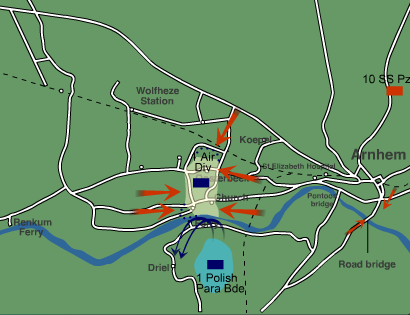 10 SS Pz
Wolfheze
Station
Koepel
Arnhem
1 Air
Div
St Elizabeth Hospital
Church
Pontoon
bridge
Renkum
Ferry
Driel
1 Polish
Para Bde
Road bridge